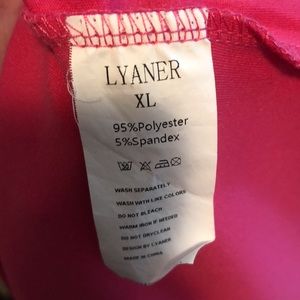 LYANER
XL
95%Polyester
5%Spandex
WASH SEPARATELY
WASH WITH LIKE COLORS
DO NOT BLEACH
WARM IRON IF NEEDED
DO NOT DRYCLEAN
DESIGN BY LYANER
MADE IN CHINA